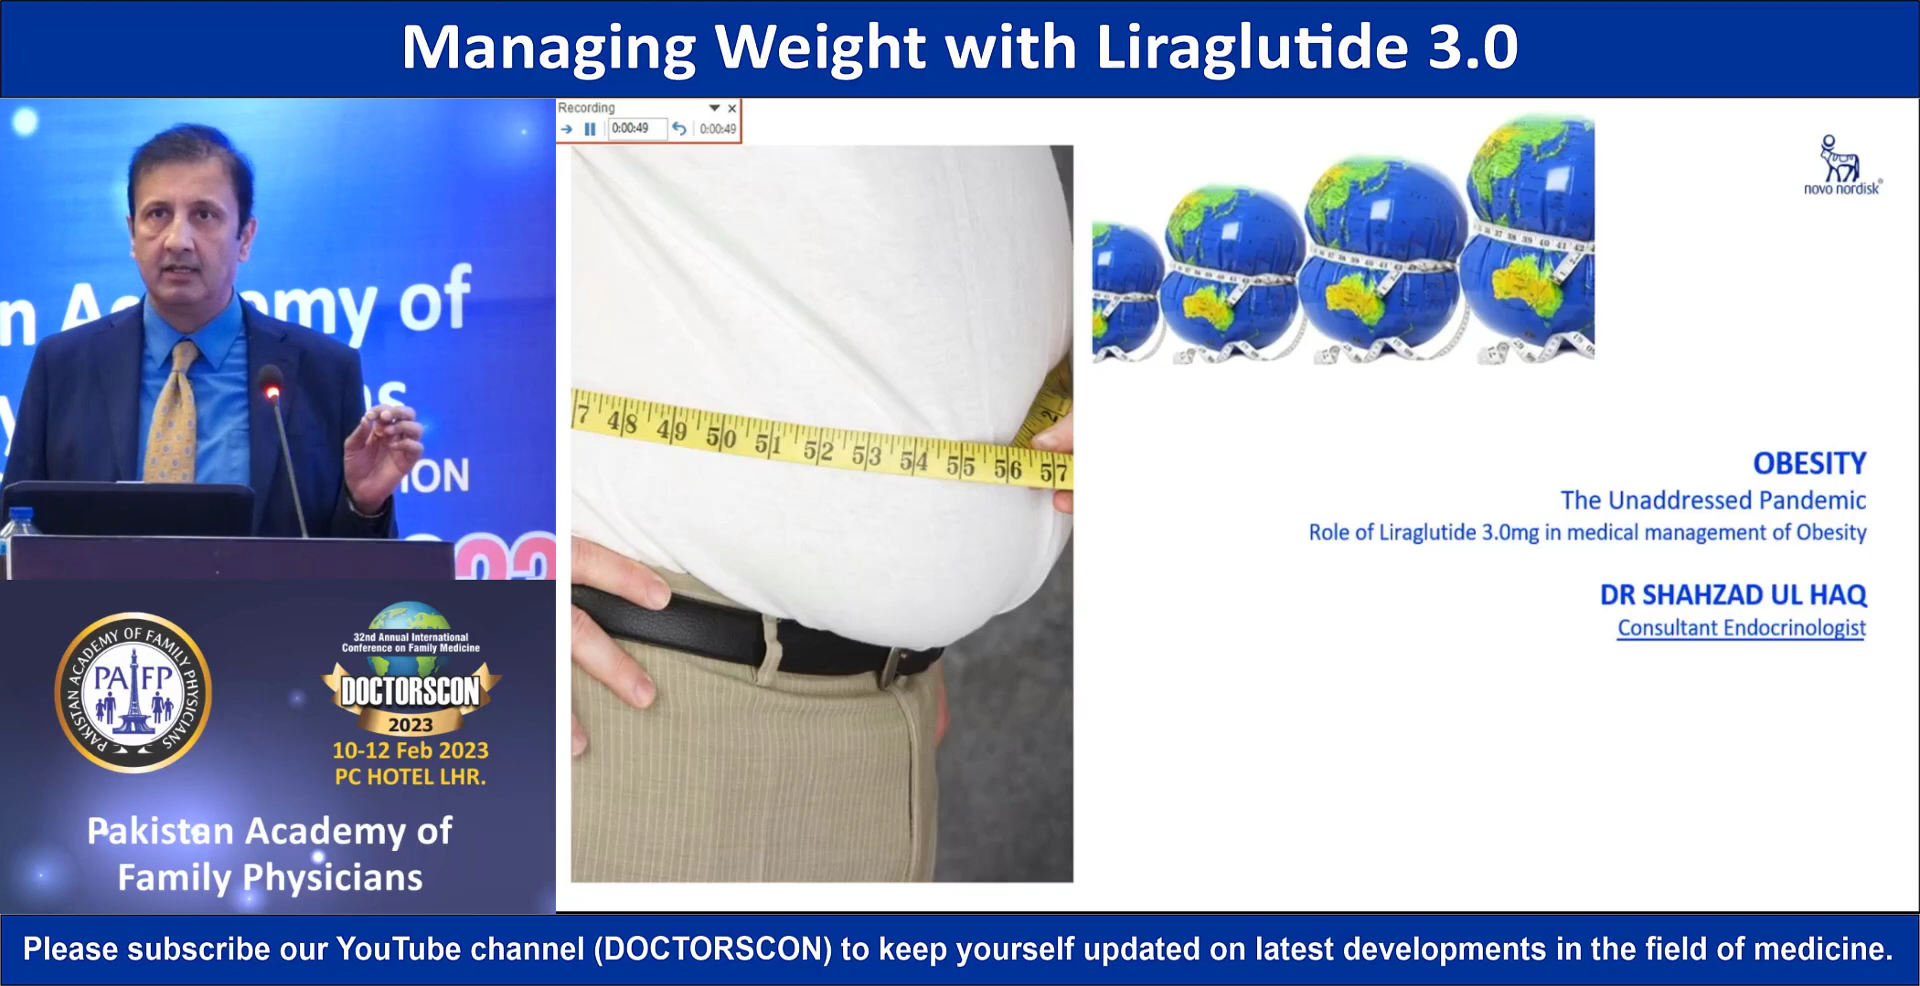 Managing Weight with Liraglutide 3.0
n Academy of
ION
Recording
0:00:49
0:00:49
7 48 49 50 51 52 53 54 55 56 57
novo nordisk®
OBESITY
The Unaddressed Pandemic
Role of Liraglutide 3.0mg in medical management of Obesity
DR SHAHZAD UL HAQ
Consultant Endocrinologist
PAKISTAN ACADEMY OF FAMILY PHYSICIANS
PAFP
32nd Annual International
Conference on Family Medicine
DOCTORSCON
2023
10-12 Feb 2023
PC HOTEL LHR.
Pakistan Academy of
Family Physicians
Please subscribe our YouTube channel (DOCTORSCON) to keep yourself updated on latest developments in the field of medicine.